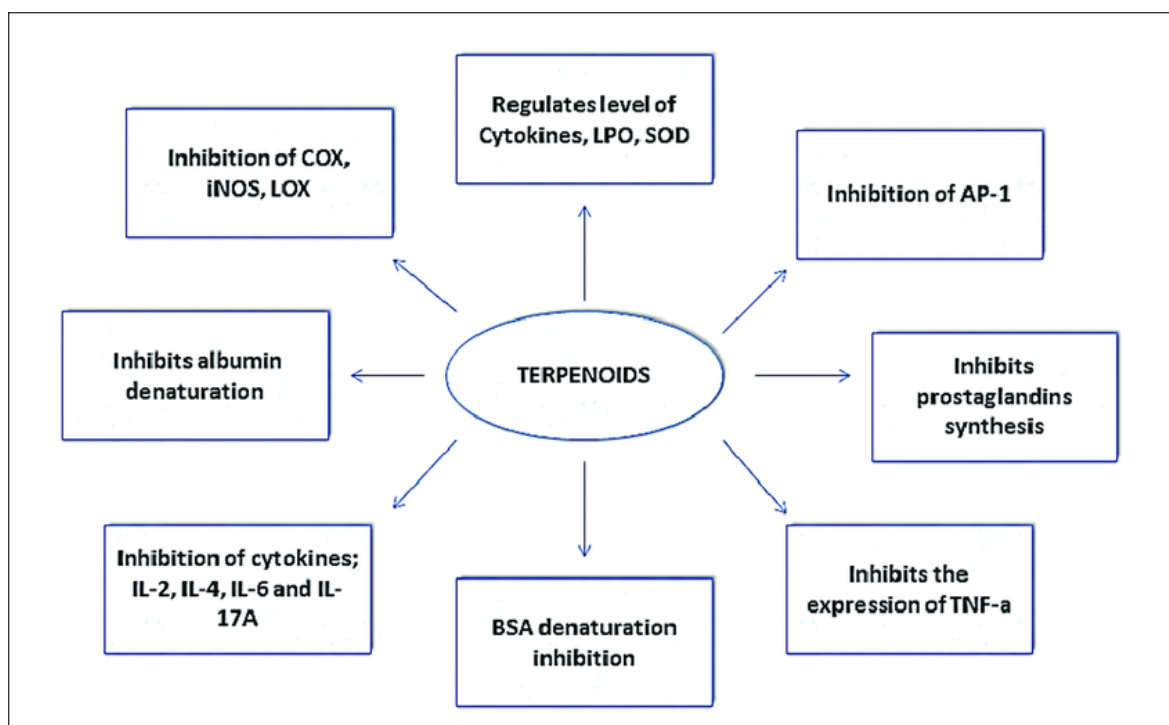 Regulates level of
Cytokines, LPO, SOD
Inhibition of COX,
iNOS, LOX
Inhibition of AP-1
Inhibits albumin
denaturation
TERPENOIDS
Inhibits
prostaglandins
synthesis
Inhibition of cytokines;
IL-2, IL-4, IL-6 and IL-
17A
BSA denaturation
inhibition
Inhibits the
expression of TNF-a